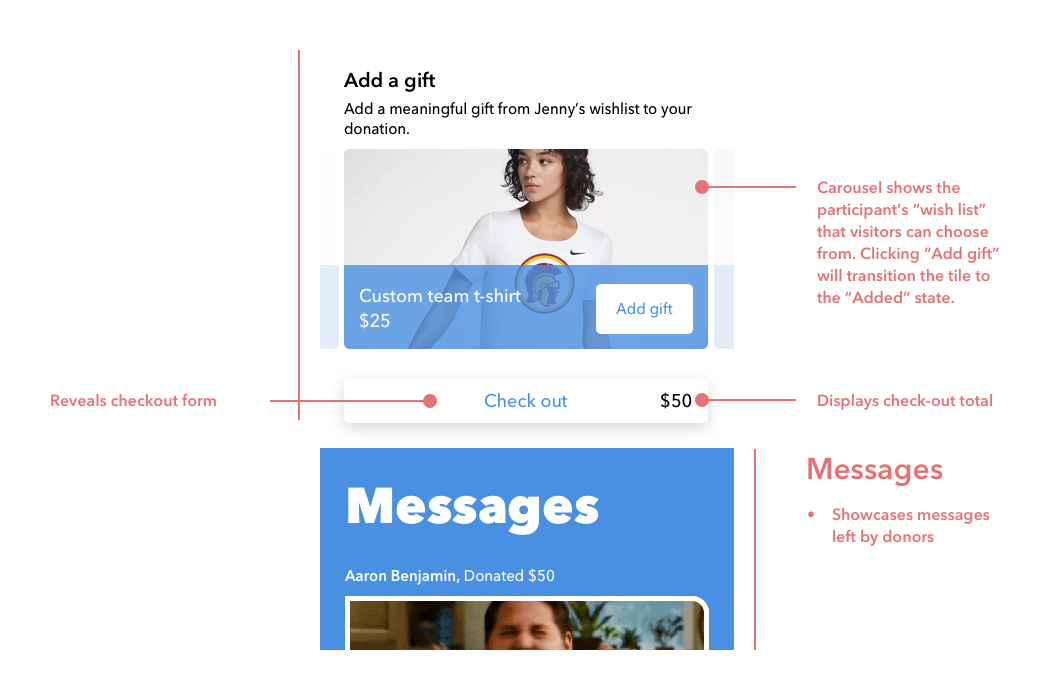 Add a gift
Add a meaningful gift from Jenny’s wishlist to your
donation.
Carousel shows the
participant’s “wish list”
that visitors can choose
from. Clicking “Add gift”
will transition the tile to
the “Added” state.
Custom team t-shirt
$25
Add gift
Reveals checkout form
Check out
$50
Displays check-out total
Messages
Aaron Benjamin, Donated $50
Messages
• Showcases messages
left by donors